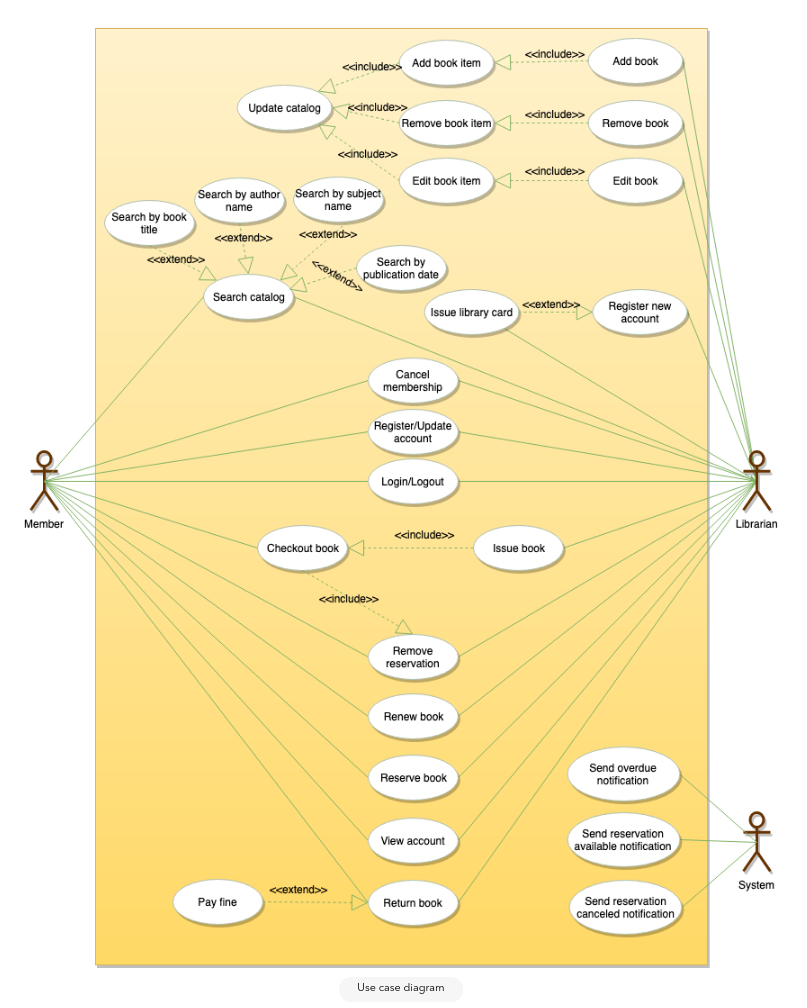 <<include>>
Add book item
<<include>>
Add book
Update catalog
<<include>>
Remove book item
<<include>>
Remove book
<<include>>
Edit book item
<<include>>
Edit book
Search by book
title
Search by author
name
Search by subject
name
<<extend>>
<<extend>>
<<extend>>
<<extend>>
Search by
publication date
Search catalog
Issue library card
<<extend>>
Register new
account
Cancel
membership
Register/Update
account
Login/Logout
Member
Librarian
Checkout book
<<include>>
Issue book
<<include>>
Remove
reservation
Renew book
Reserve book
Send overdue
notification
View account
Send reservation
available notification
System
Pay fine
<<extend>>
Return book
Send reservation
canceled notification
Use case diagram